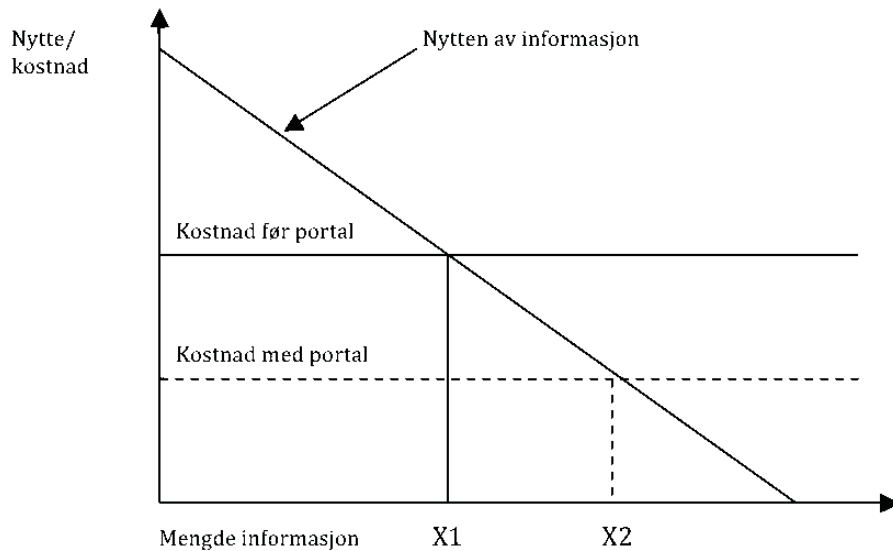 Nytte/
kostnad
Nytten av informasjon
Kostnad før portal
Kostnad med portal
Mengde informasjon
X1
X2